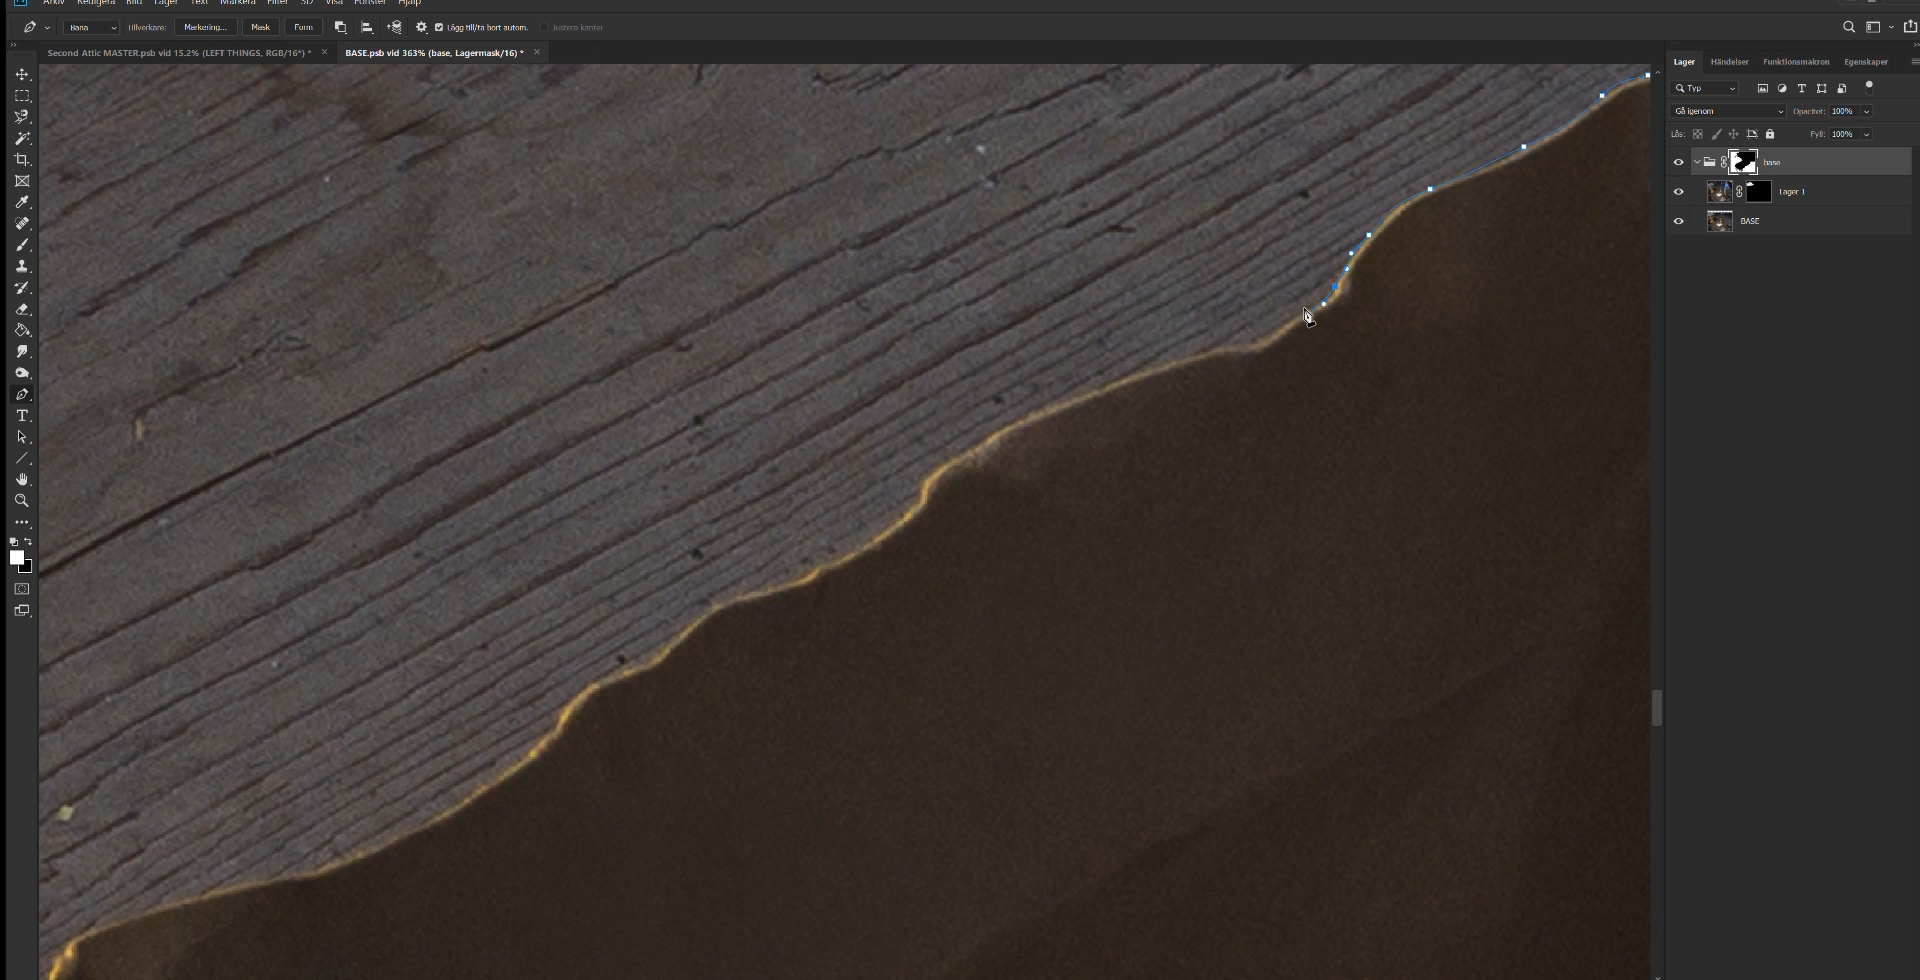 Arkiv Redigera Bild Lager Text Markera Filter 3D Visa Fönster Hjälp
Bana Tillverkare: Markering... Mask Form Lägg till/ta bort autom. Justera kanter
Second Attic MASTER.psb vid 15.2% (LEFT THINGS, RGB/16*) * BASE.psb vid 363% (base, Lagermask/16) *
Lager Händelser Funktionsmakron Egenskaper
Typ
Gå igenom Opacitet: 100%
Lås: Fyll: 100%
base
Lager 1
BASE